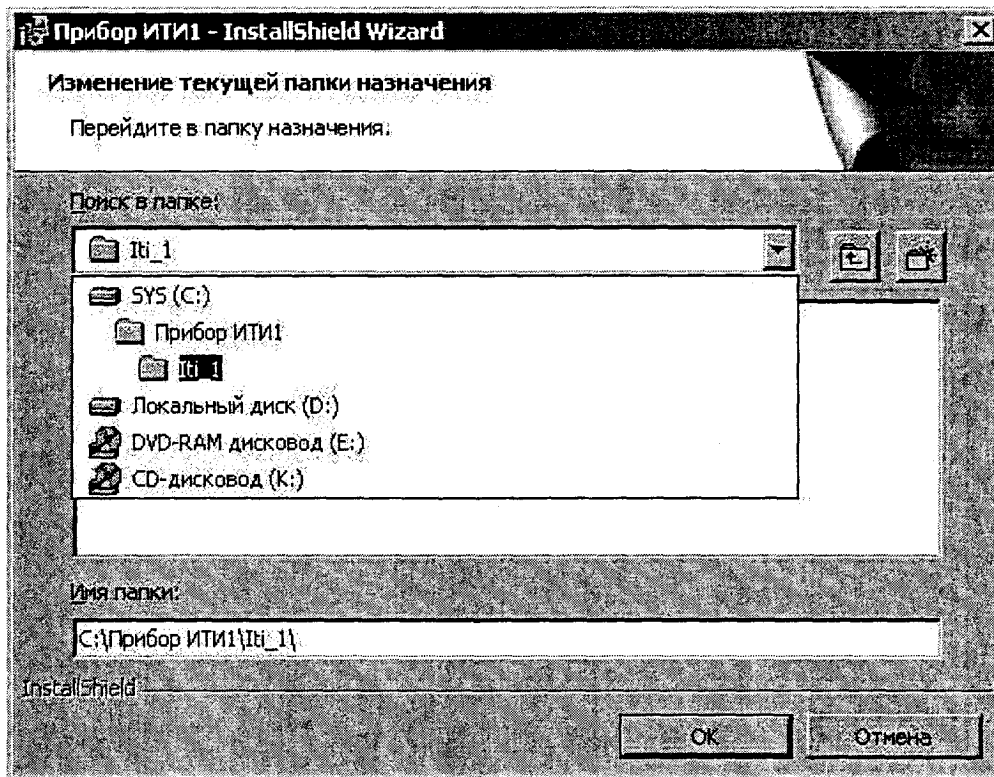 Прибор ИТИ1 - InstallShield Wizard
Изменение текущей папки назначения
Перейдите в папку назначения:
Поиск в папке:
Iti_1
SYS (C:)
Прибор ИТИ1
Iti_1
Локальный диск (D:)
DVD-RAM дисковод (E:)
CD-дисковод (K:)
Имя папки:
C:\Прибор ИТИ1\Iti_1\
InstallShield
OK
Отмена